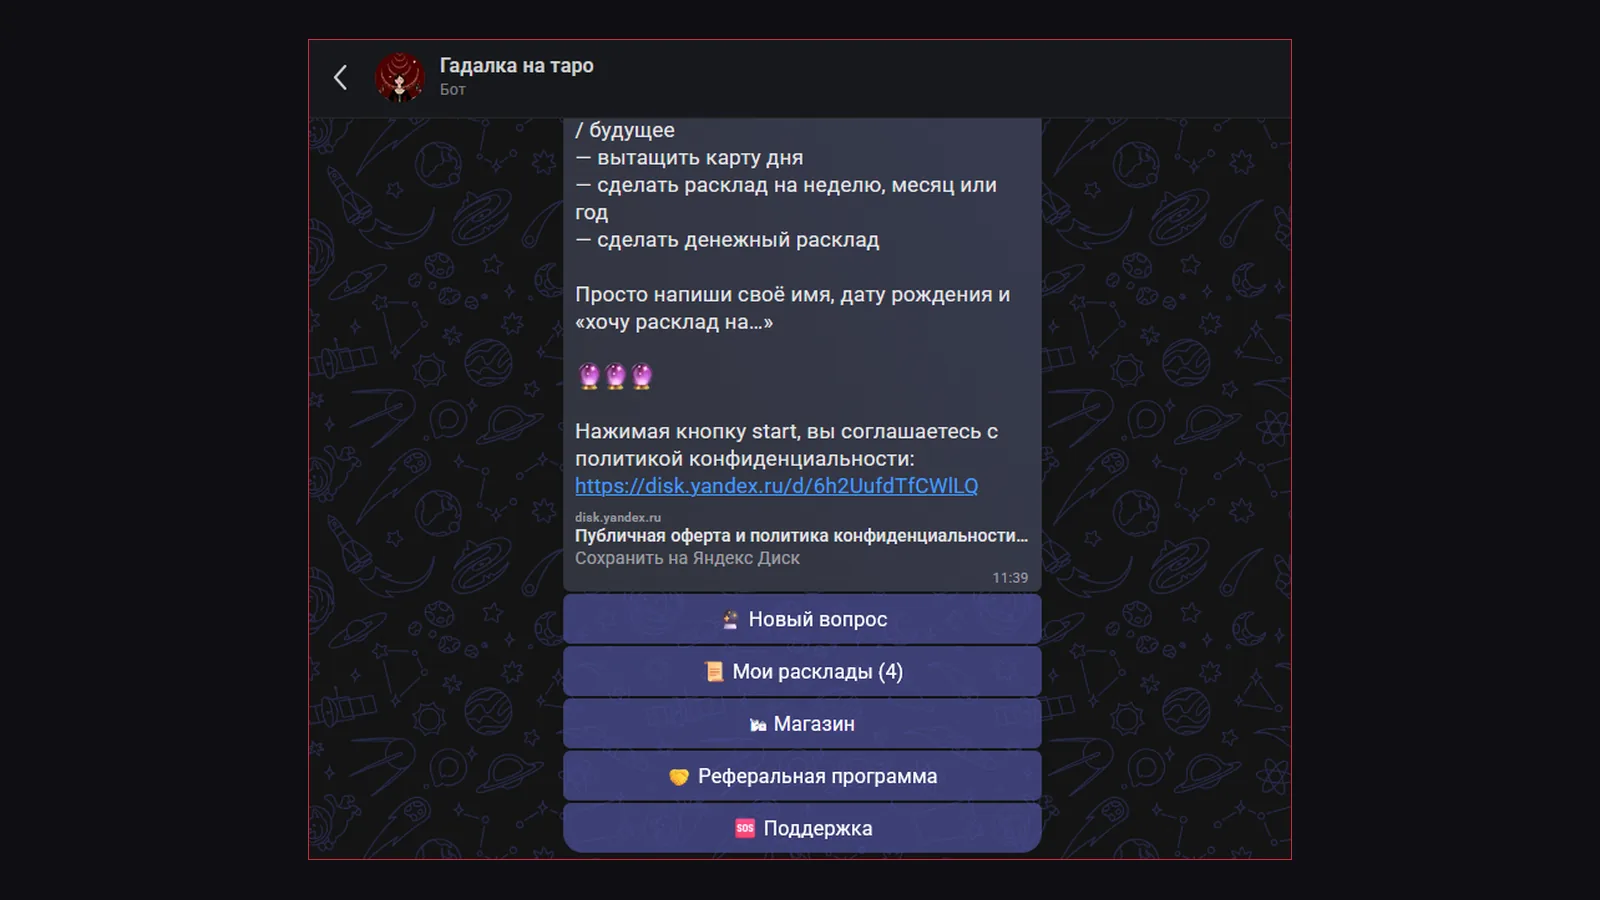 Гадалка на таро
Бот
/ будущее
— вытащить карту дня
— сделать расклад на неделю, месяц или
год
— сделать денежный расклад
Просто напиши своё имя, дату рождения и
«хочу расклад на…»
🔮🔮🔮
Нажимая кнопку start, вы соглашаетесь с
политикой конфиденциальности:
https://disk.yandex.ru/d/6h2UufdTfCWlLQ
disk.yandex.ru
Публичная оферта и политика конфиденциальности…
Сохранить на Яндекс Диск
11:39
Новый вопрос
📜 Мои расклады (4)
🛍 Магазин
🤝 Реферальная программа
🆘 Поддержка